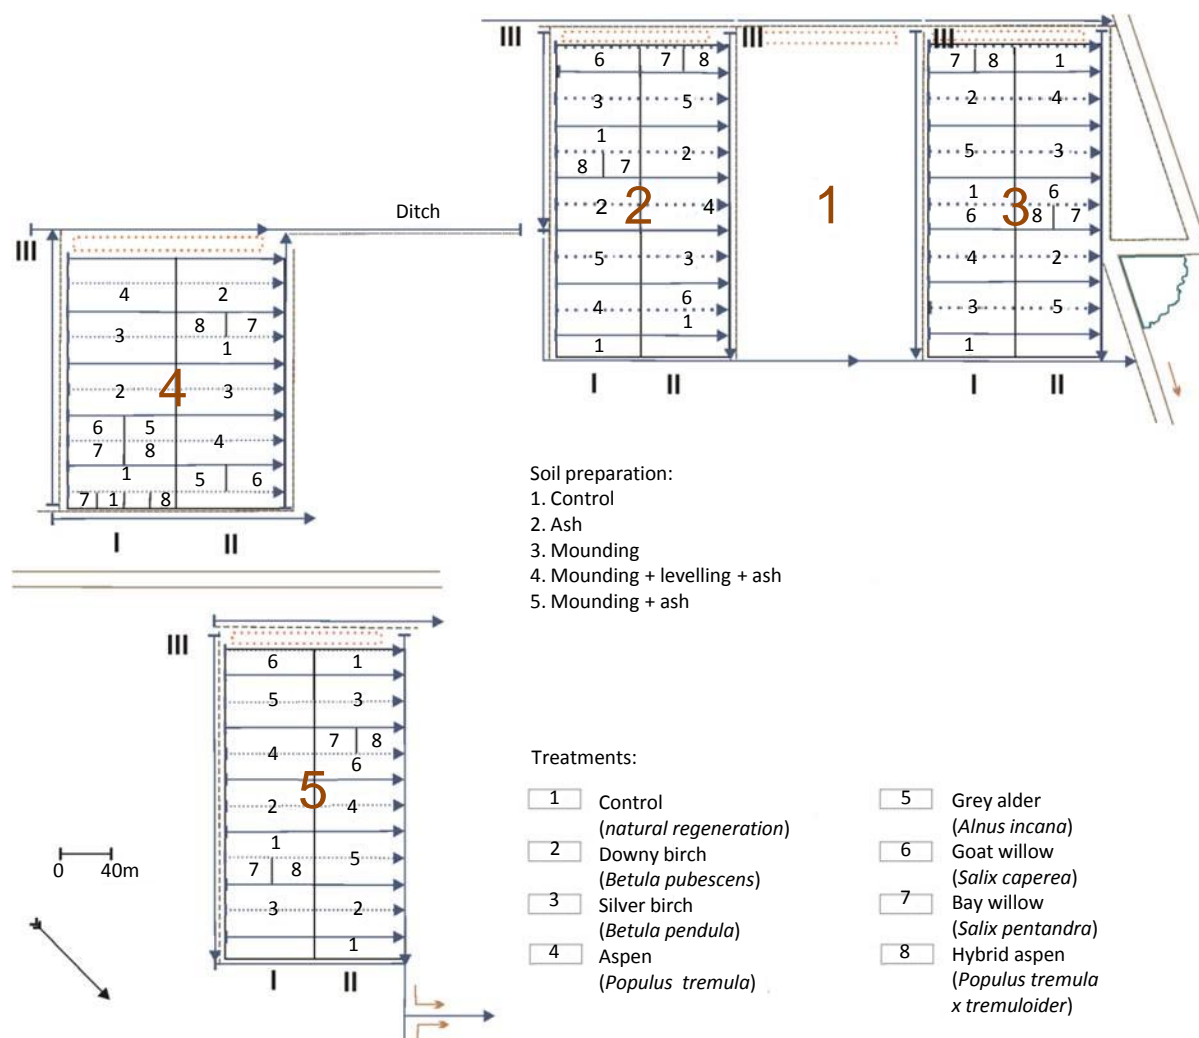 III
III
III
6
7
8
7
8
1
3
5
2
4
1
2
5
3
8
7
1
6
2
2
4
1
6
3
8
7
Ditch
III
5
3
4
2
4
2
4
6
1
3
5
8
7
3
1
1
1
I
II
I
II
2
4
3
6
5
7
8
4
1
5
6
7
1
8
I
II
Soil preparation:
1. Control
2. Ash
3. Mounding
4. Mounding + levelling + ash
5. Mounding + ash
III
6
1
5
3
7
8
4
6
5
2
4
1
5
7
8
3
2
1
I
II
0
40m
Treatments:
1 Control
(natural regeneration)
2 Downy birch
(Betula pubescens)
3 Silver birch
(Betula pendula)
4 Aspen
(Populus tremula)
5 Grey alder
(Alnus incana)
6 Goat willow
(Salix caperea)
7 Bay willow
(Salix pentandra)
8 Hybrid aspen
(Populus tremula
x tremuloider)